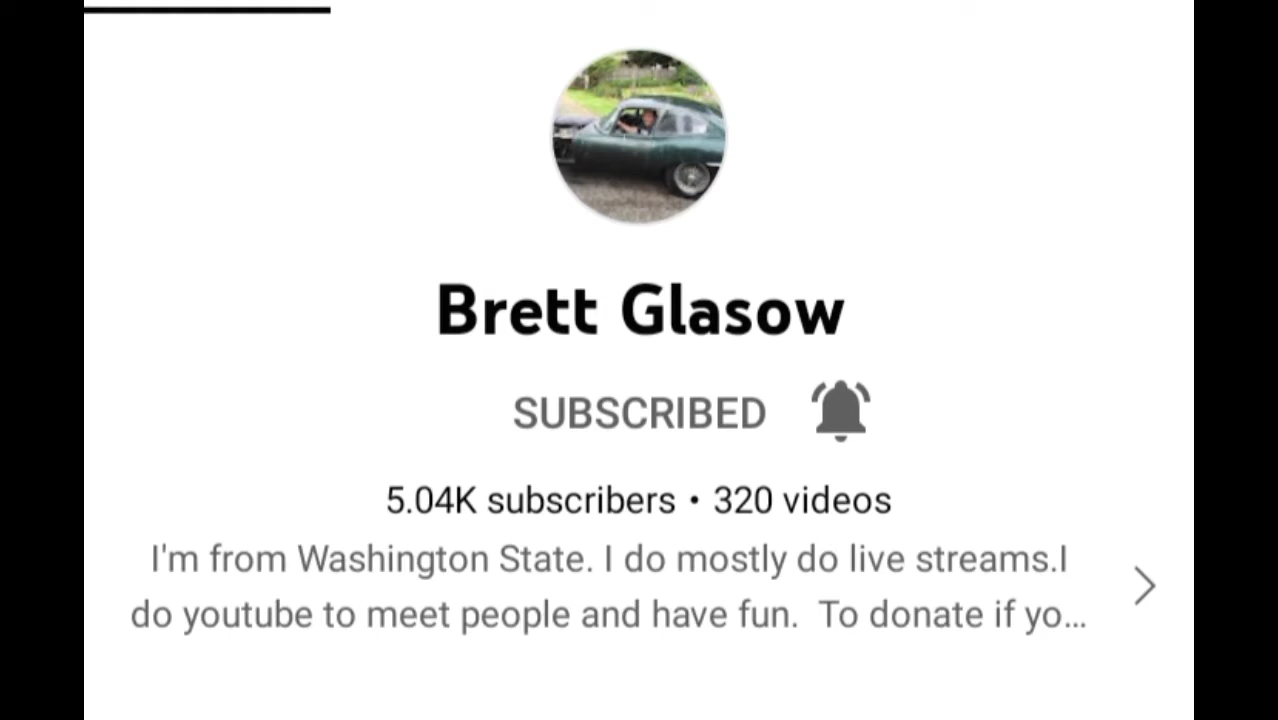 Brett Glasow
SUBSCRIBED
5.04K subscribers • 320 videos
I'm from Washington State. I do mostly do live streams.I
do youtube to meet people and have fun.  To donate if yo...